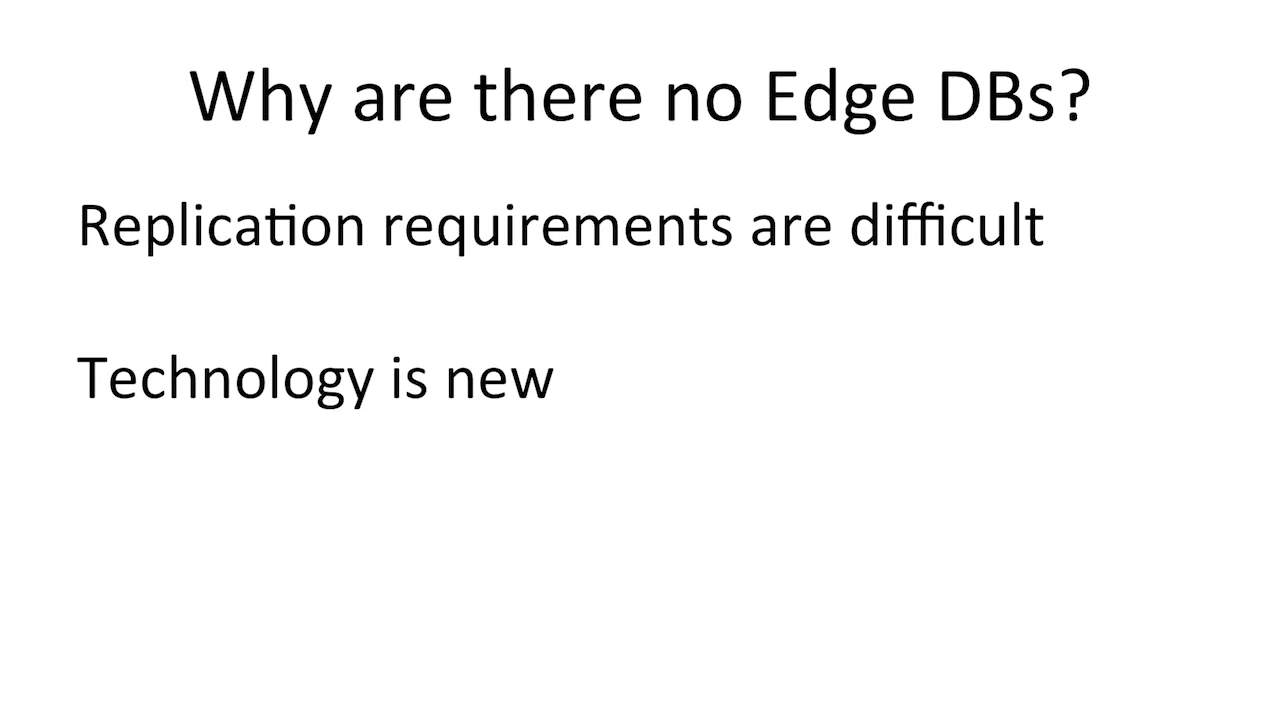 Why are there no Edge DBs?
Replication requirements are difficult
Technology is new